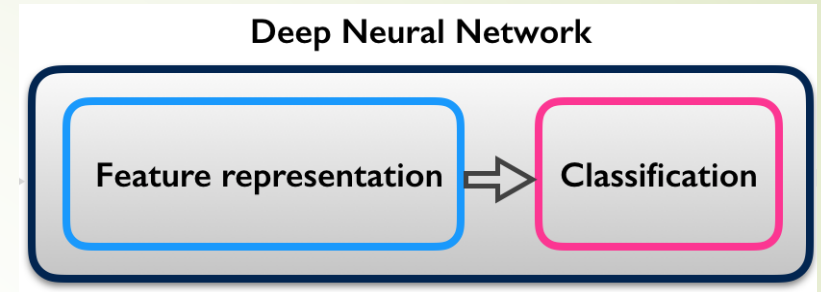 Deep Neural Network
Feature representation
Classification